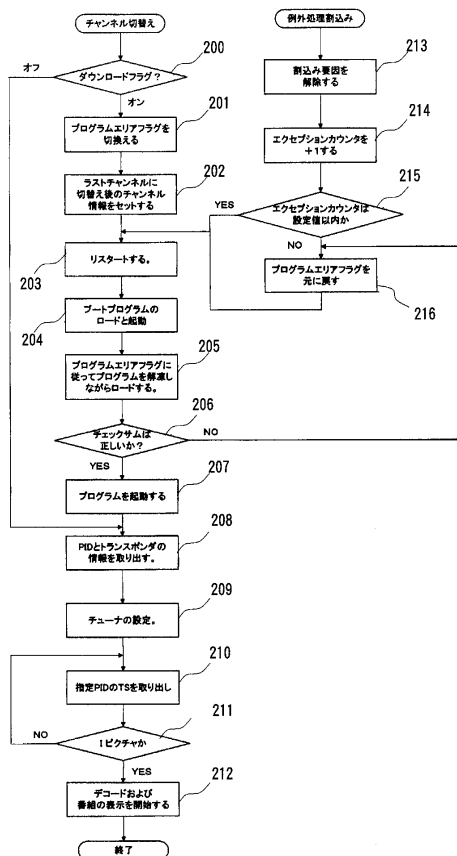 チャンネル切替え
200
オフ
ダウンロードフラグ？
オン
201
プログラムエリアフラグを
切換える
202
ラストチャンネルに
切替え後のチャンネル
情報をセットする
リスタートする。
203
ブートプログラムの
ロードと起動
204
205
プログラムエリアフラグに
従ってプログラムを解凍し
ながらロードする。
206
チェックサムは
正しいか？
NO
YES
207
プログラムを起動する
208
PIDとトランスポンダの
情報を取り出す。
209
チューナの設定。
210
指定PIDのTSを取り出し
211
Iピクチャか
NO
YES
212
デコードおよび
番組の表示を開始する
終了
例外処理割込み
213
割込み要因を
解除する
214
エクセプションカウンタを
+1する
215
YES
エクセプションカウンタは
設定値以内か
NO
プログラムエリアフラグを
元に戻す
216